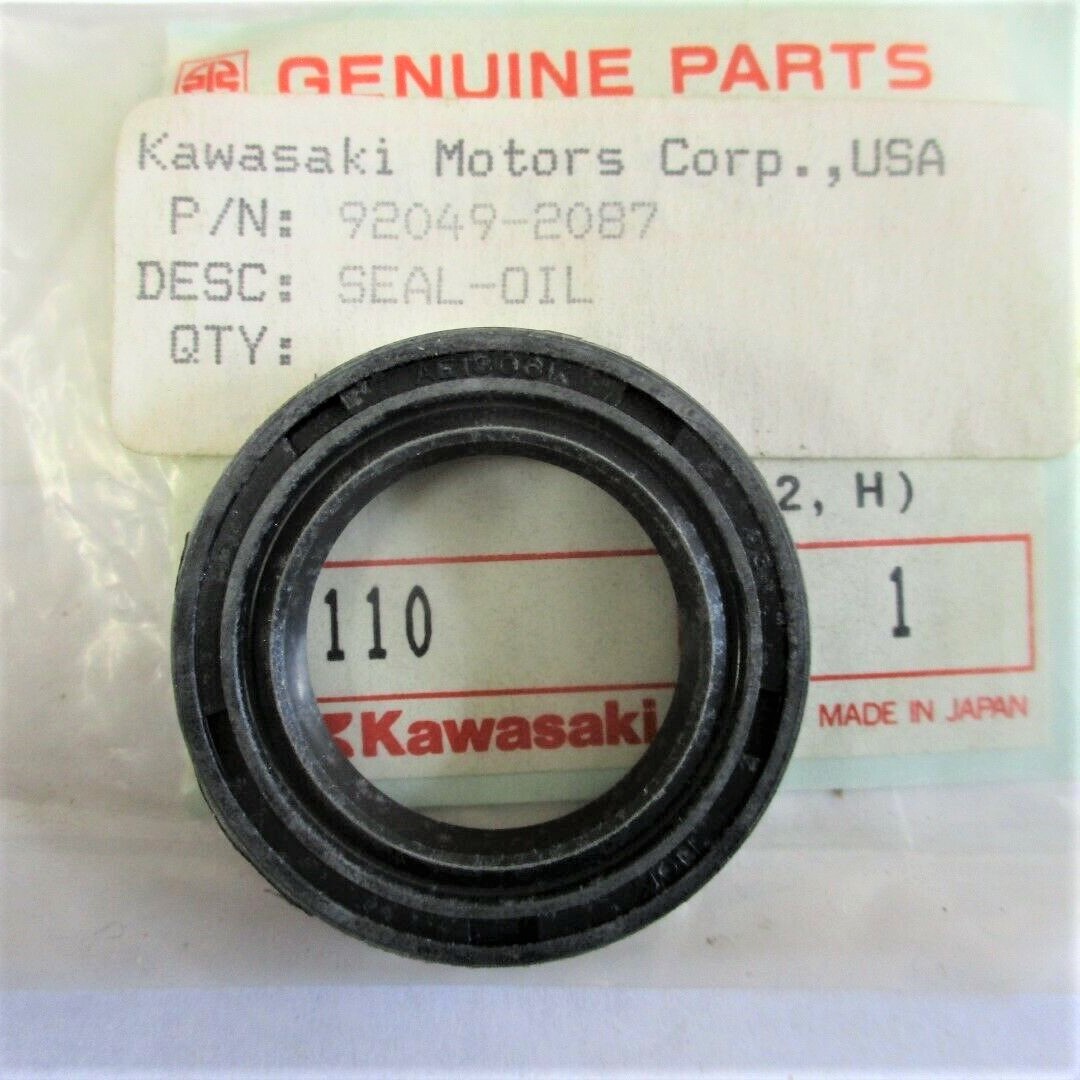 GENUINE PARTS
Kawasaki Motors Corp.,USA
P/N: 92049-2087
DESC: SEAL-OIL
QTY:
2, H)
110
1
Kawasaki
MADE IN JAPAN